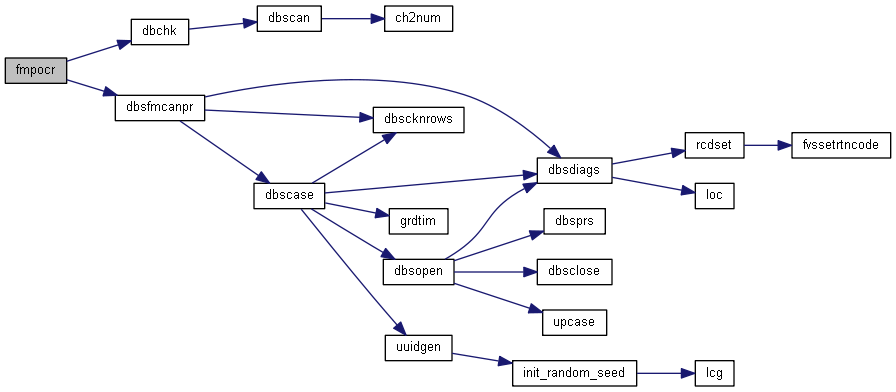 fmpocr
dbchk
dbscan
ch2num
dbsfmcanpr
dbscknrows
dbscase
dbsdiags
rcdset
fvssetrtncode
loc
grdtim
dbsopen
dbsprs
dbsclose
upcase
uuidgen
init_random_seed
lcg